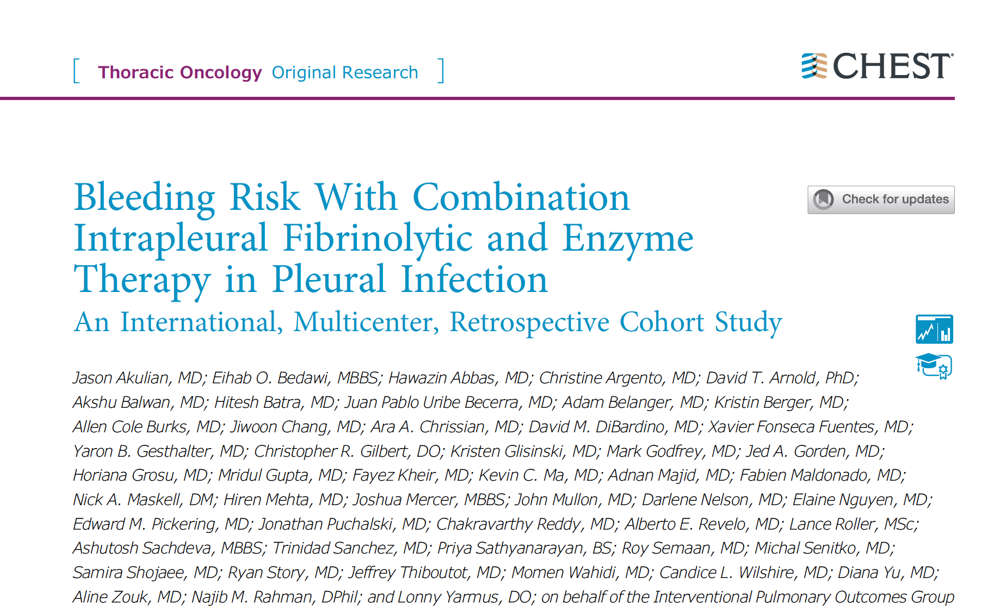 [ Thoracic Oncology Original Research ]
CHEST®
Bleeding Risk With Combination
Intrapleural Fibrinolytic and Enzyme
Therapy in Pleural Infection
Check for updates
An International, Multicenter, Retrospective Cohort Study
Jason Akulian, MD; Eihab O. Bedawi, MBBS; Hawazin Abbas, MD; Christine Argento, MD; David T. Arnold, PhD;
Akshu Balwan, MD; Hitesh Batra, MD; Juan Pablo Uribe Becerra, MD; Adam Belanger, MD; Kristin Berger, MD;
Allen Cole Burks, MD; Jiwoon Chang, MD; Ara A. Chrissian, MD; David M. DiBardino, MD; Xavier Fonseca Fuentes, MD;
Yaron B. Gesthalter, MD; Christopher R. Gilbert, DO; Kristen Glisinski, MD; Mark Godfrey, MD; Jed A. Gorden, MD;
Horiana Grosu, MD; Mridul Gupta, MD; Fayez Kheir, MD; Kevin C. Ma, MD; Adnan Majid, MD; Fabien Maldonado, MD;
Nick A. Maskell, DM; Hiren Mehta, MD; Joshua Mercer, MBBS; John Mullon, MD; Darlene Nelson, MD; Elaine Nguyen, MD;
Edward M. Pickering, MD; Jonathan Puchalski, MD; Chakravarthy Reddy, MD; Alberto E. Revelo, MD; Lance Roller, MSc;
Ashutosh Sachdeva, MBBS; Trinidad Sanchez, MD; Priya Sathyanarayan, BS; Roy Semaan, MD; Michal Senitko, MD;
Samira Shojaee, MD; Ryan Story, MD; Jeffrey Thiboutot, MD; Momen Wahidi, MD; Candice L. Wilshire, MD; Diana Yu, MD;
Aline Zouk, MD; Najib M. Rahman, DPhil; and Lonny Yarmus, DO; on behalf of the Interventional Pulmonary Outcomes Group